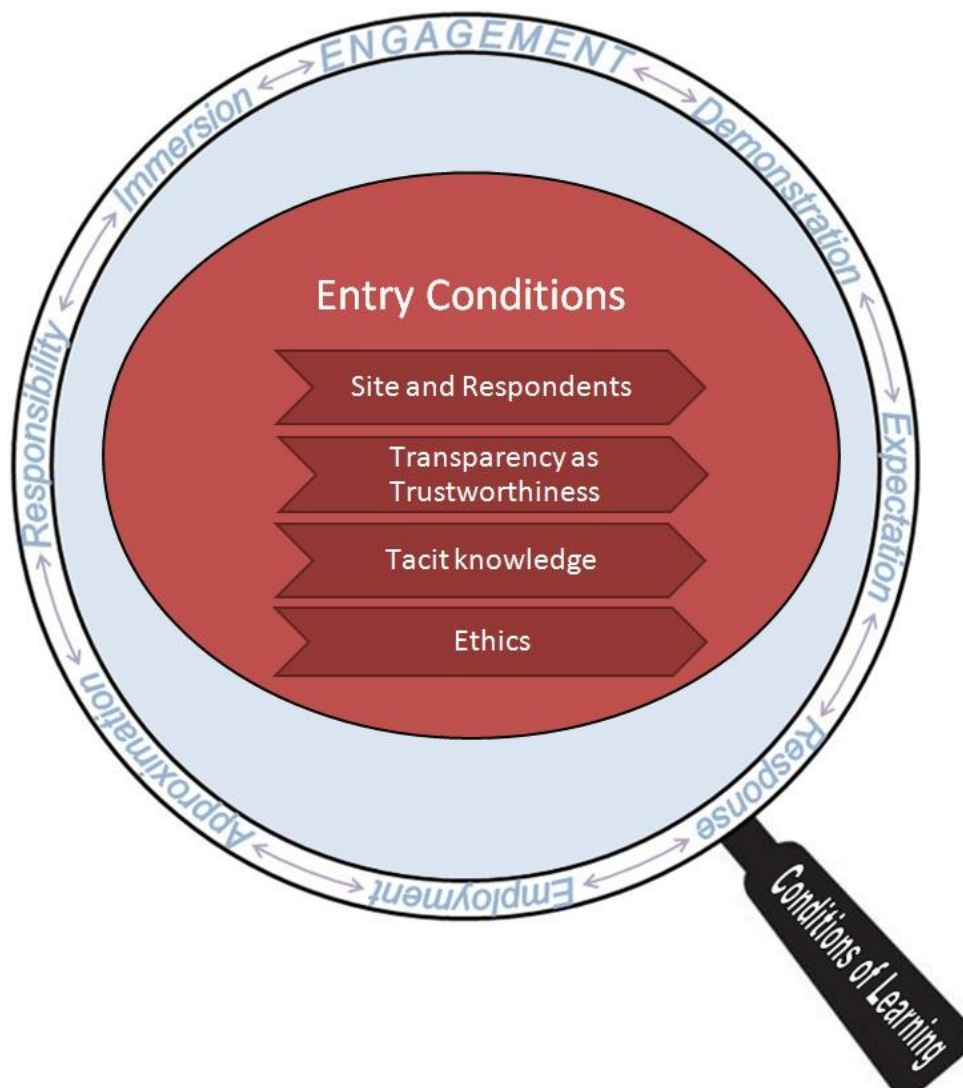 ENGAGEMENT
Demonstration
Expectation
Response
Employment
Approximation
Responsibility
Immersion
Entry Conditions
Site and Respondents
Transparency as
Trustworthiness
Tacit knowledge
Ethics
Conditions of Learning